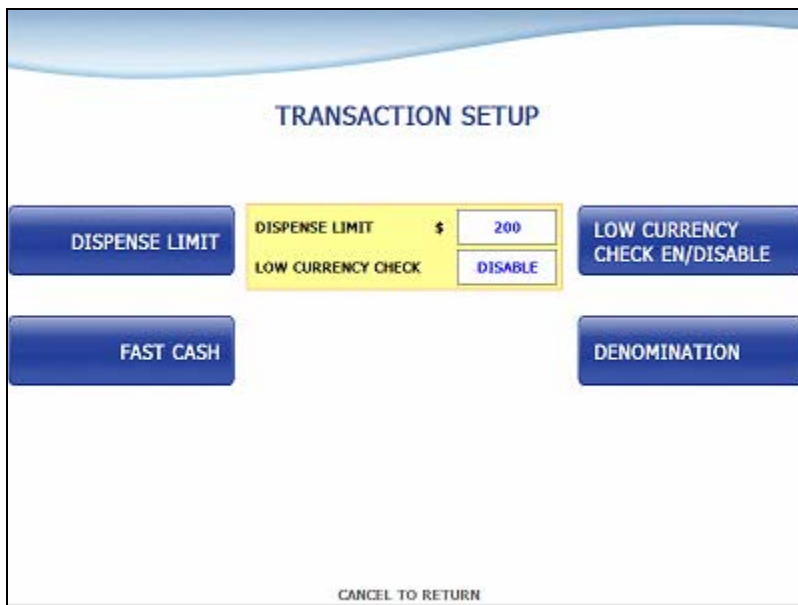 TRANSACTION SETUP
DISPENSE LIMIT
DISPENSE LIMIT $ 200
LOW CURRENCY CHECK DISABLE
LOW CURRENCY
CHECK EN/DISABLE
FAST CASH
DENOMINATION
CANCEL TO RETURN